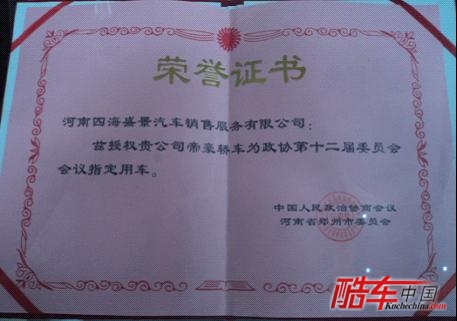 荣誉证书
河南四海盛景汽车销售服务有限公司：
兹授权贵公司帝豪轿车为政协第十二届委员会
会议指定用车。
中国人民政治协商会议
河南省郑州市委员会
酷车中国
Kuchechina.com